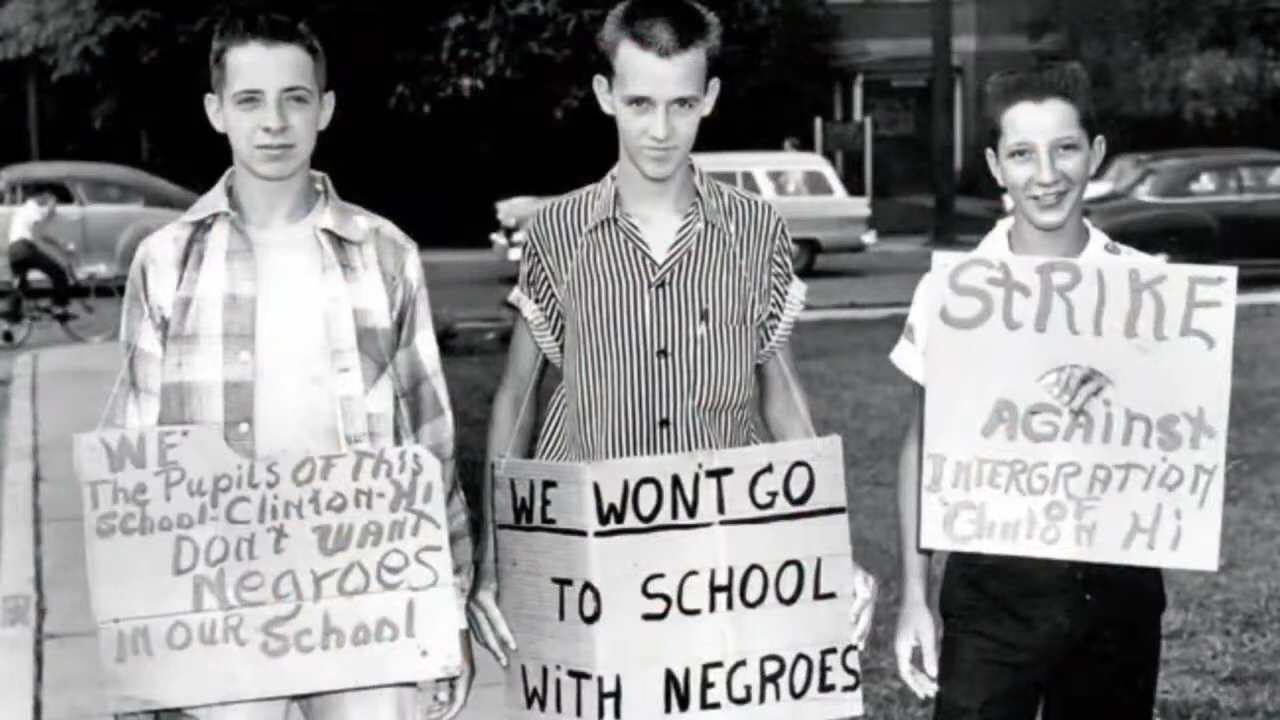 WE
The Pupils OF This
School-Clinton-Hi
DON't WANT
Negroes
IN OUR School
WE WON'T GO
TO SCHOOL
WITH NEGROES
StRIKE
AGAinst
INTERGRATION
OF
Clinton Hi